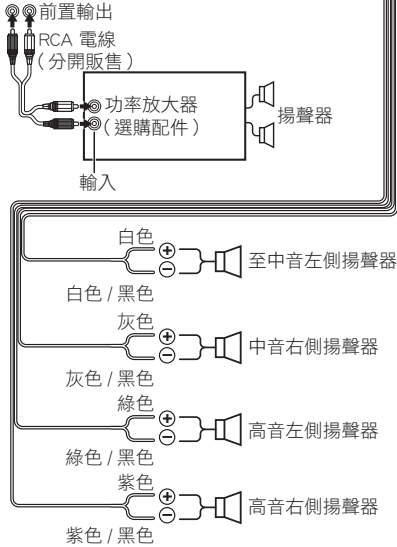 前置輸出
RCA 電線
（分開販售）
功率放大器
（選購配件）
揚聲器
輸入
白色
⊕
⊖
至中音左側揚聲器
白色 / 黑色
灰色
⊕
⊖
中音右側揚聲器
灰色 / 黑色
綠色
⊕
⊖
高音左側揚聲器
綠色 / 黑色
紫色
⊕
⊖
高音右側揚聲器
紫色 / 黑色